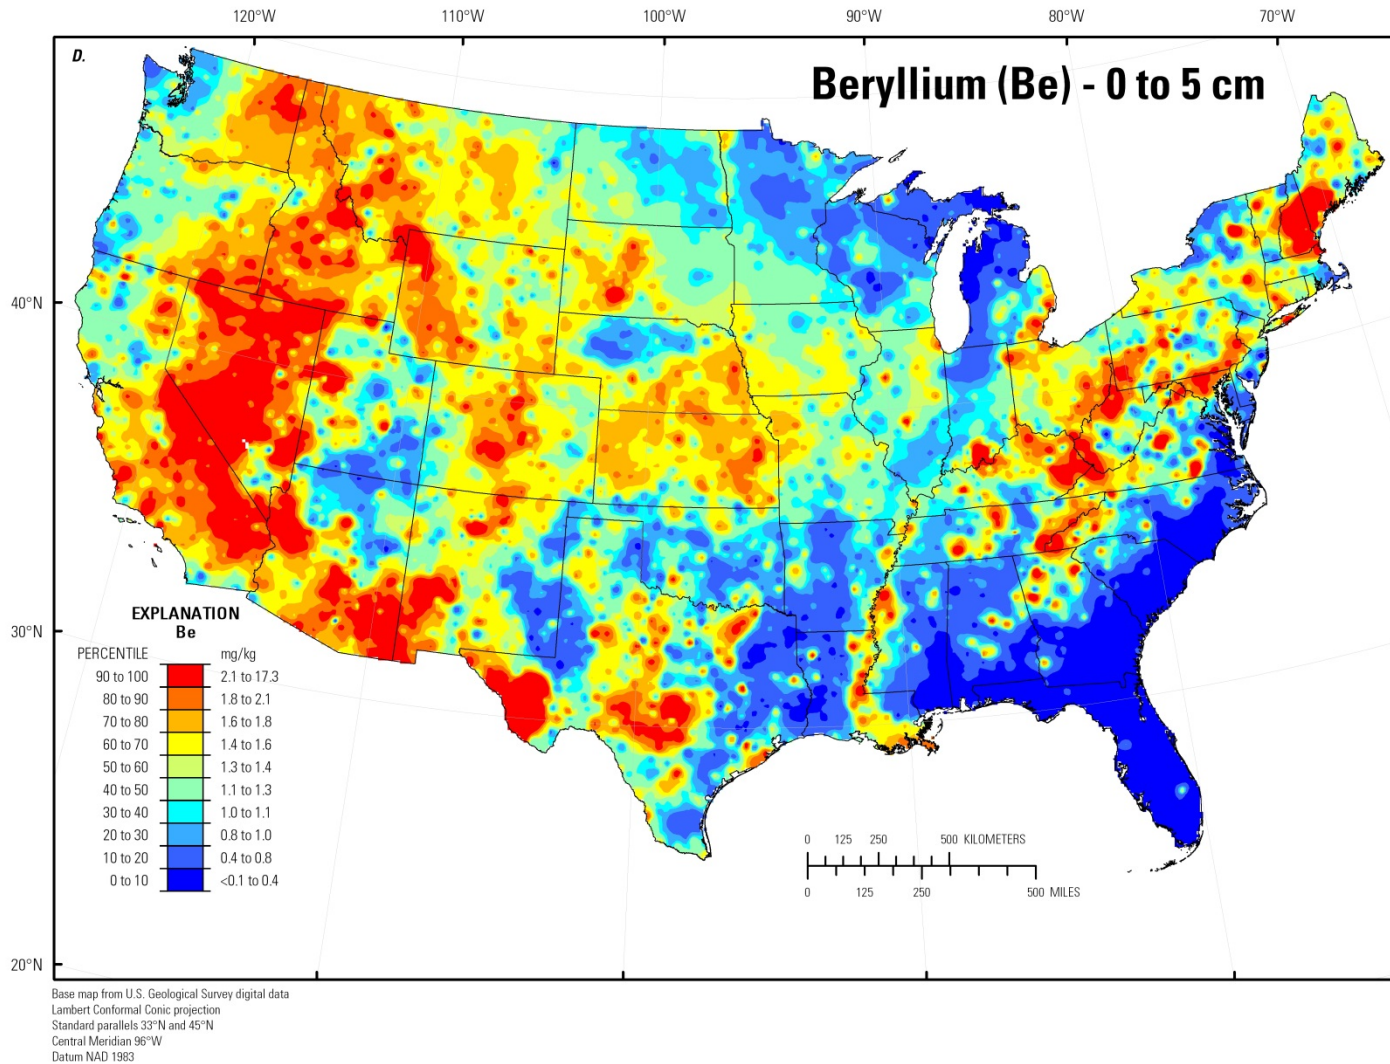 120°W 110°W 100°W 90°W 80°W 70°W
D.
Beryllium (Be) - 0 to 5 cm
40°N
30°N
20°N
EXPLANATION
Be
PERCENTILE mg/kg
90 to 100 2.1 to 17.3
80 to 90 1.8 to 2.1
70 to 80 1.6 to 1.8
60 to 70 1.4 to 1.6
50 to 60 1.3 to 1.4
40 to 50 1.1 to 1.3
30 to 40 1.0 to 1.1
20 to 30 0.8 to 1.0
10 to 20 0.4 to 0.8
0 to 10 <0.1 to 0.4
0 125 250 500 KILOMETERS
0 125 250 500 MILES
Base map from U.S. Geological Survey digital data
Lambert Conformal Conic projection
Standard parallels 33°N and 45°N
Central Meridian 96°W
Datum NAD 1983